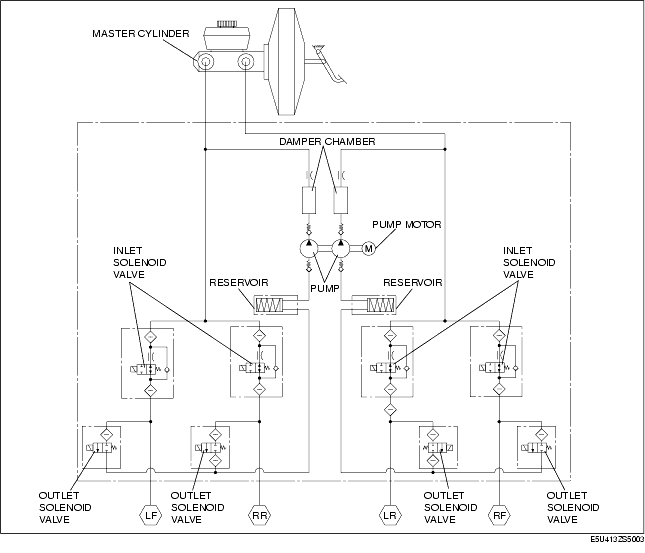 MASTER CYLINDER
DAMPER CHAMBER
PUMP MOTOR
M
INLET
SOLENOID
VALVE
INLET
SOLENOID
VALVE
RESERVOIR
PUMP
RESERVOIR
OUTLET
SOLENOID
VALVE
LF
OUTLET
SOLENOID
VALVE
RR
LR
OUTLET
SOLENOID
VALVE
RF
OUTLET
SOLENOID
VALVE
E5U413ZS5003